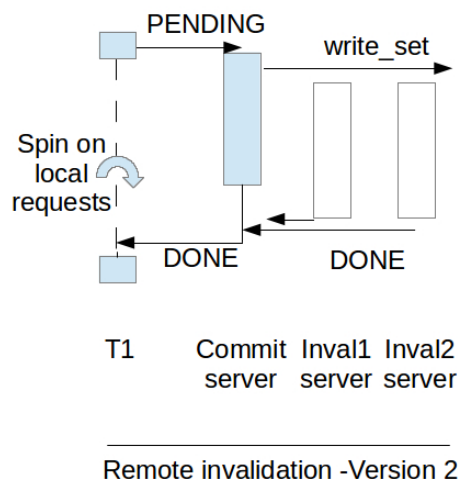 PENDING
write_set
Spin on
local
requests
DONE
DONE
T1
Commit
server
Inval1
server
Inval2
server
Remote invalidation -Version 2